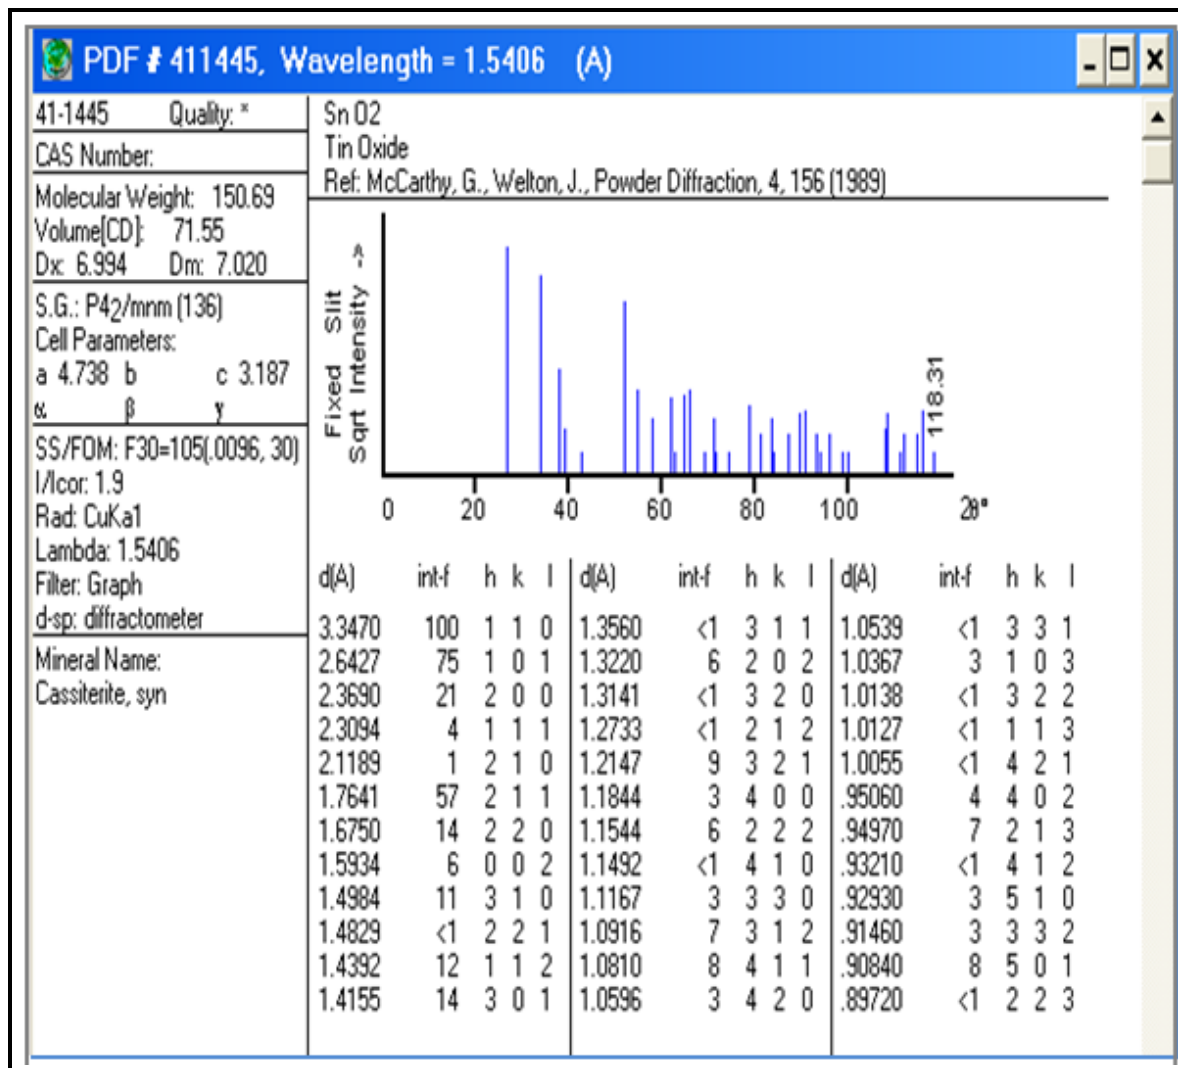 PDF # 411445, Wavelength = 1.5406 (A)
41-1445 Quality: *
CAS Number:
Molecular Weight: 150.69
Volume[CD]: 71.55
Dx: 6.994 Dm: 7.020
S.G.: P42/mnm (136)
Cell Parameters:
a 4.738 b c 3.187
α β γ
SS/FOM: F30=105(.0096, 30)
I/Icor: 1.9
Rad: CuKa1
Lambda: 1.5406
Filter: Graph
d-sp: diffractometer
Mineral Name:
Cassiterite, syn
Sn O2
Tin Oxide
Ref: McCarthy, G., Welton, J., Powder Diffraction, 4, 156 (1989)
Fixed Slit
Sqrt Intensity ->
118.31
0 20 40 60 80 100 2θ°
d(A) int-f h k l d(A) int-f h k l d(A) int-f h k l
3.3470 100 1 1 0 1.3560 <1 3 1 1 1.0539 <1 3 3 1
2.6427 75 1 0 1 1.3220 6 2 0 2 1.0367 3 1 0 3
2.3690 21 2 0 0 1.3141 <1 3 2 0 1.0138 <1 3 2 2
2.3094 4 1 1 1 1.2733 <1 2 1 2 1.0127 <1 1 1 3
2.1189 1 2 1 0 1.2147 9 3 2 1 1.0055 <1 4 2 1
1.7641 57 2 1 1 1.1844 3 4 0 0 .95060 4 4 0 2
1.6750 14 2 2 0 1.1544 6 2 2 2 .94970 7 2 1 3
1.5934 6 0 0 2 1.1492 <1 4 1 0 .93210 <1 4 1 2
1.4984 11 3 1 0 1.1167 3 3 3 0 .92930 3 5 1 0
1.4829 <1 2 2 1 1.0916 7 3 1 2 .91460 3 3 3 2
1.4392 12 1 1 2 1.0810 8 4 1 1 .90840 8 5 0 1
1.4155 14 3 0 1 1.0596 3 4 2 0 .89720 <1 2 2 3